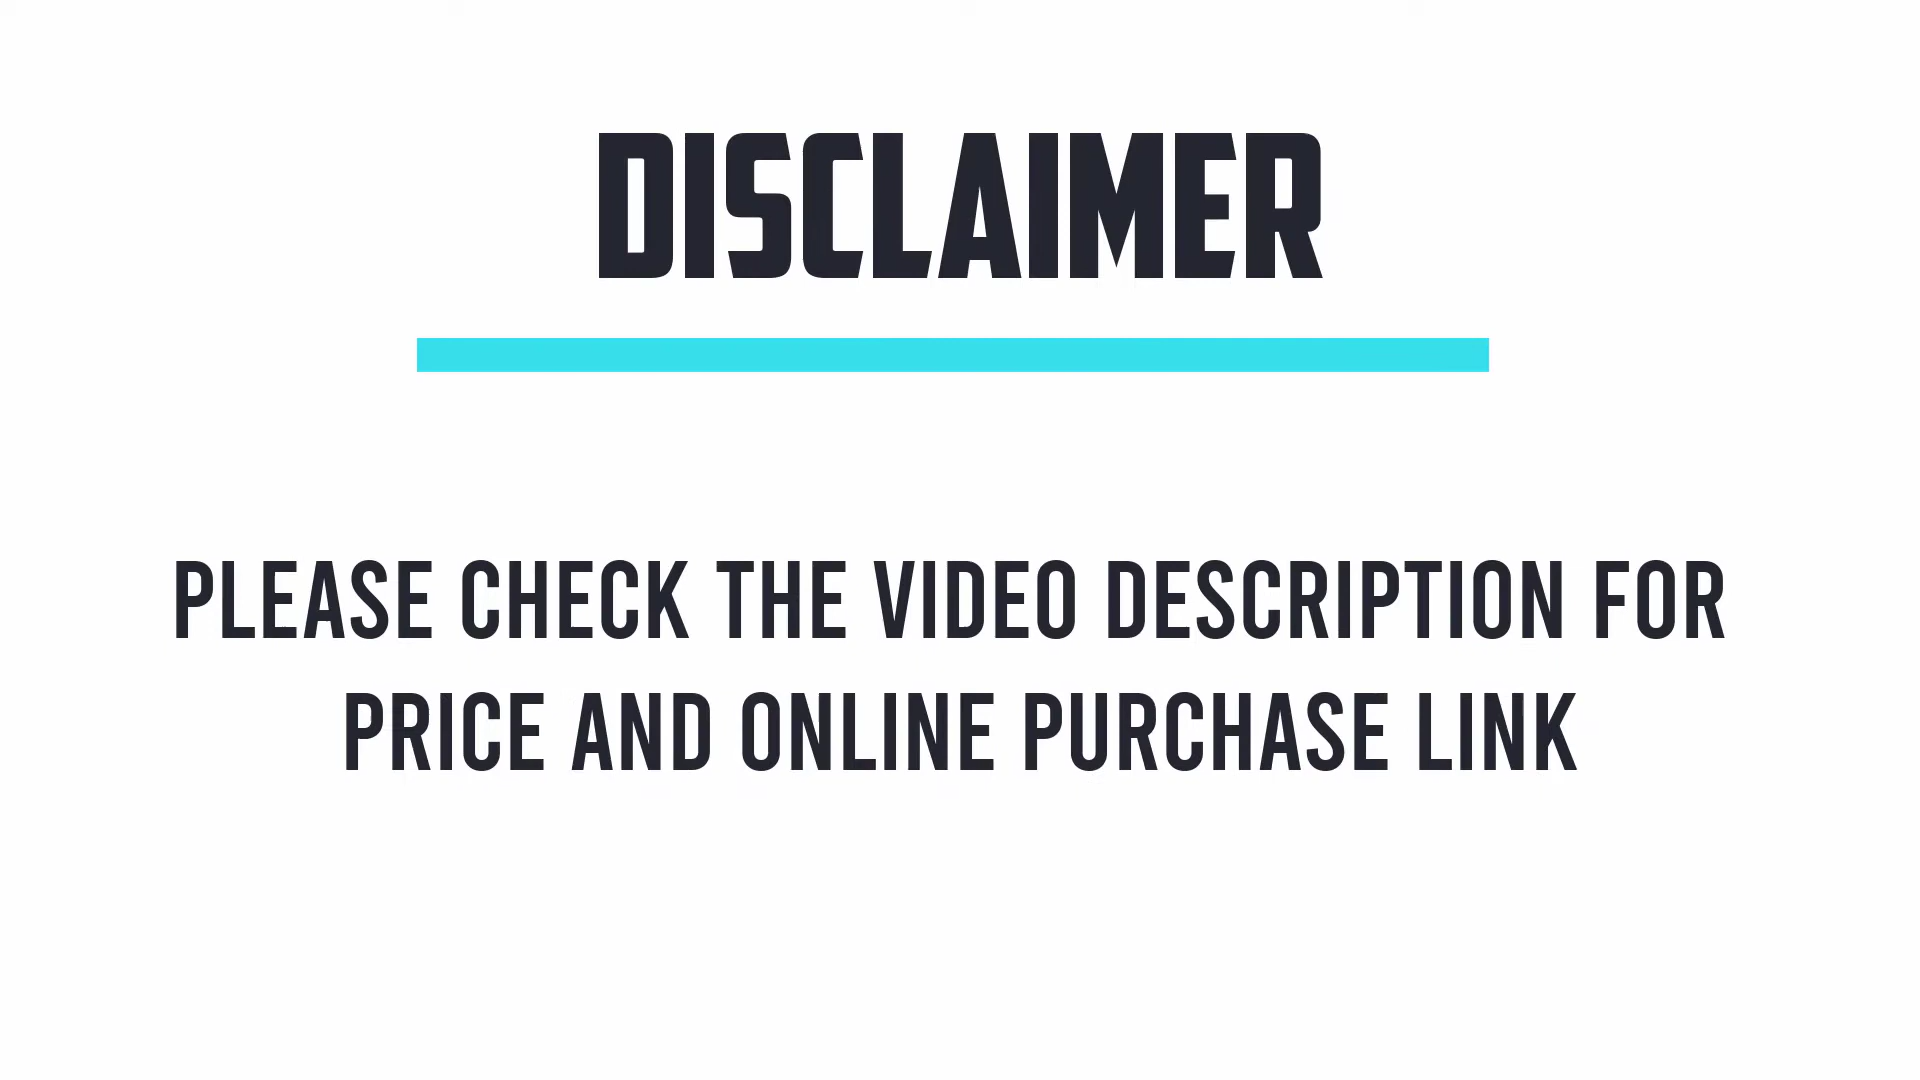 DISCLAIMER
PLEASE CHECK THE VIDEO DESCRIPTION FOR
PRICE AND ONLINE PURCHASE LINK